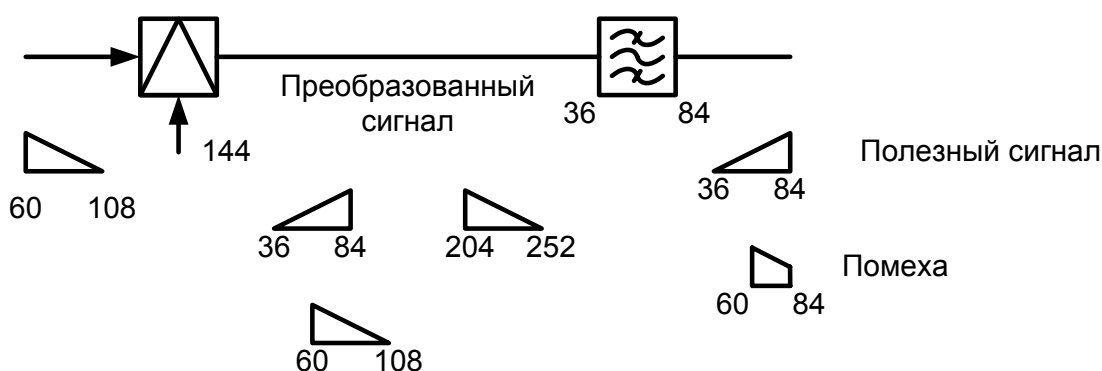 Преобразованный
сигнал
36 84
144
Полезный сигнал
60 108
36 84
36 84
204 252
Помеха
60 84
60 108